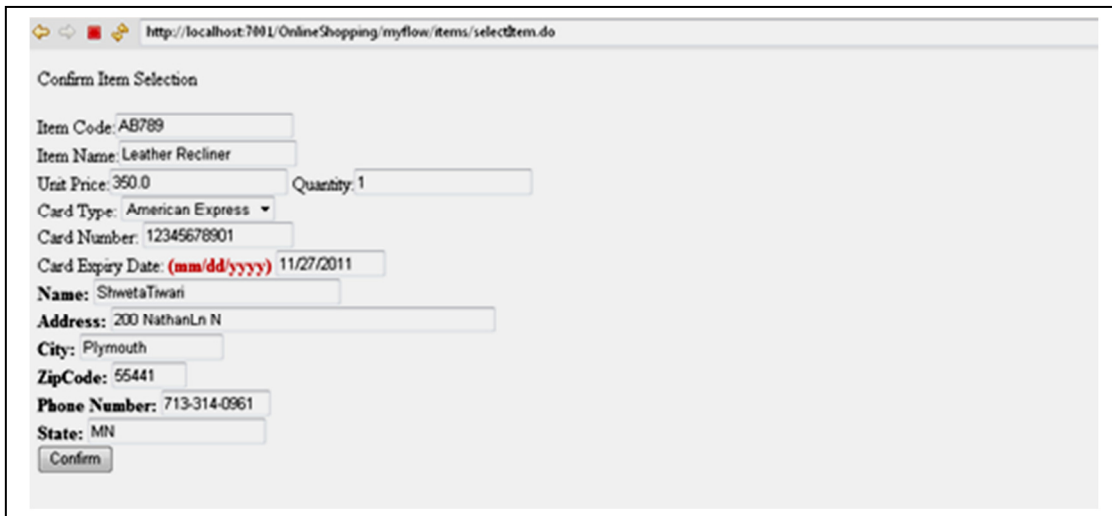 http://localhost:7001/OnlineShopping/myflow/items/selectItem.do
Confirm Item Selection
Item Code: AB789
Item Name: Leather Recliner
Unit Price: 350.0 Quantity: 1
Card Type: American Express
Card Number: 12345678901
Card Expiry Date: (mm/dd/yyyy) 11/27/2011
Name: ShwetaTiwari
Address: 200 NathanLn N
City: Plymouth
ZipCode: 55441
Phone Number: 713-314-0961
State: MN
Confirm